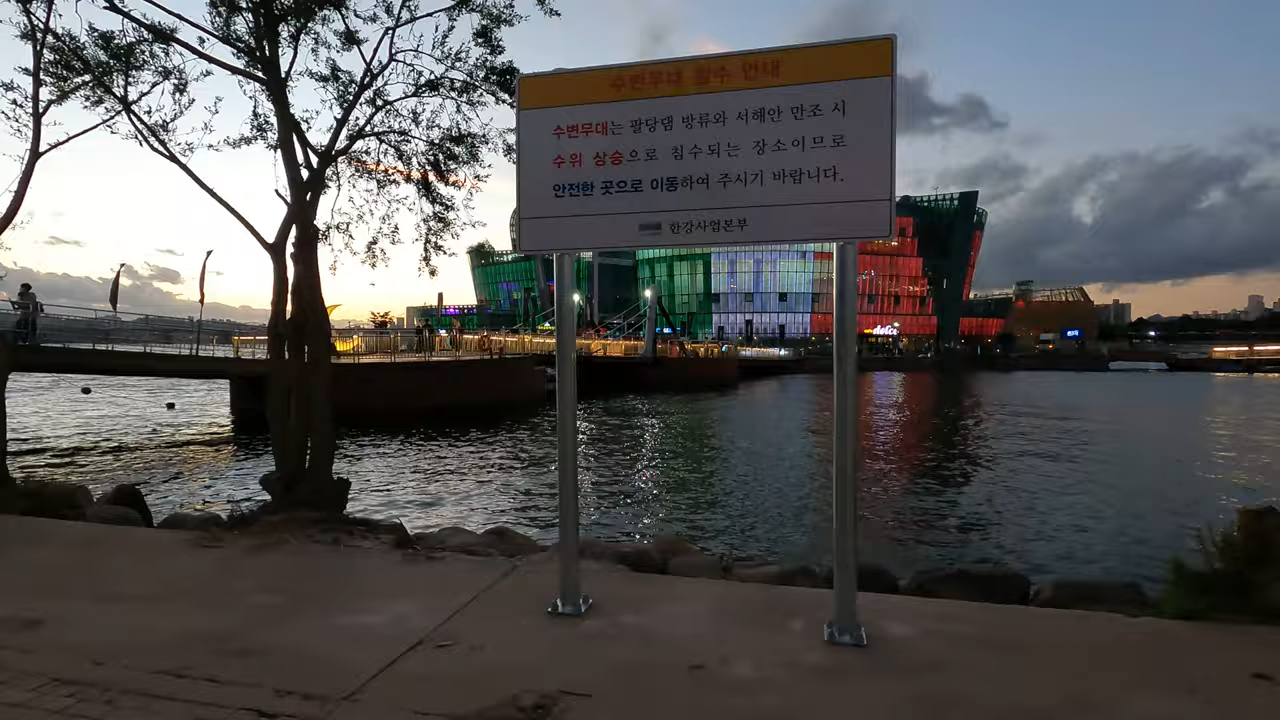 수변무대 침수 안내
수변무대는 팔당댐 방류와 서해안 만조 시
수위 상승으로 침수되는 장소이므로
안전한 곳으로 이동하여 주시기 바랍니다.
한강사업본부
dolce